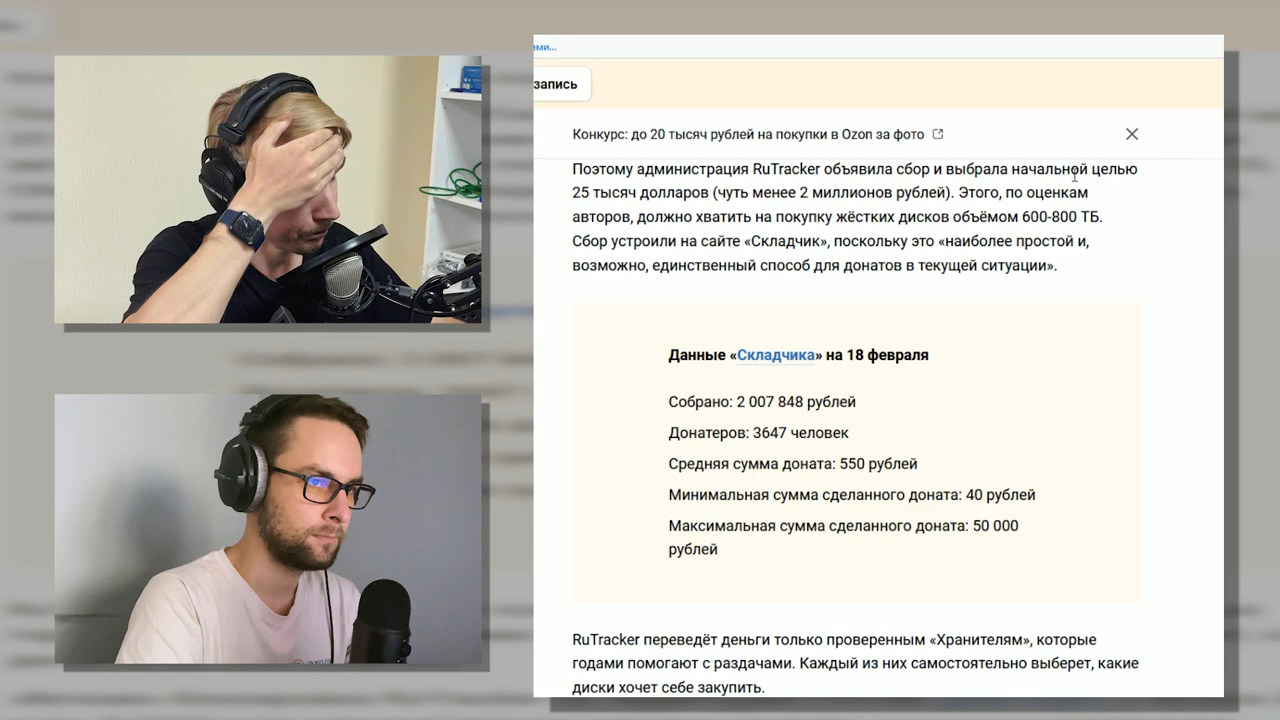 ами...
запись
Конкурс: до 20 тысяч рублей на покупки в Ozon за фото
Поэтому администрация RuTracker объявила сбор и выбрала начальной целью
25 тысяч долларов (чуть менее 2 миллионов рублей). Этого, по оценкам
авторов, должно хватить на покупку жёстких дисков объёмом 600-800 ТБ.
Сбор устроили на сайте «Складчик», поскольку это «наиболее простой и,
возможно, единственный способ для донатов в текущей ситуации».
Данные «Складчика» на 18 февраля
Собрано: 2 007 848 рублей
Донатеров: 3647 человек
Средняя сумма доната: 550 рублей
Минимальная сумма сделанного доната: 40 рублей
Максимальная сумма сделанного доната: 50 000
рублей
RuTracker переведёт деньги только проверенным «Хранителям», которые
годами помогают с раздачами. Каждый из них самостоятельно выберет, какие
диски хочет себе закупить.